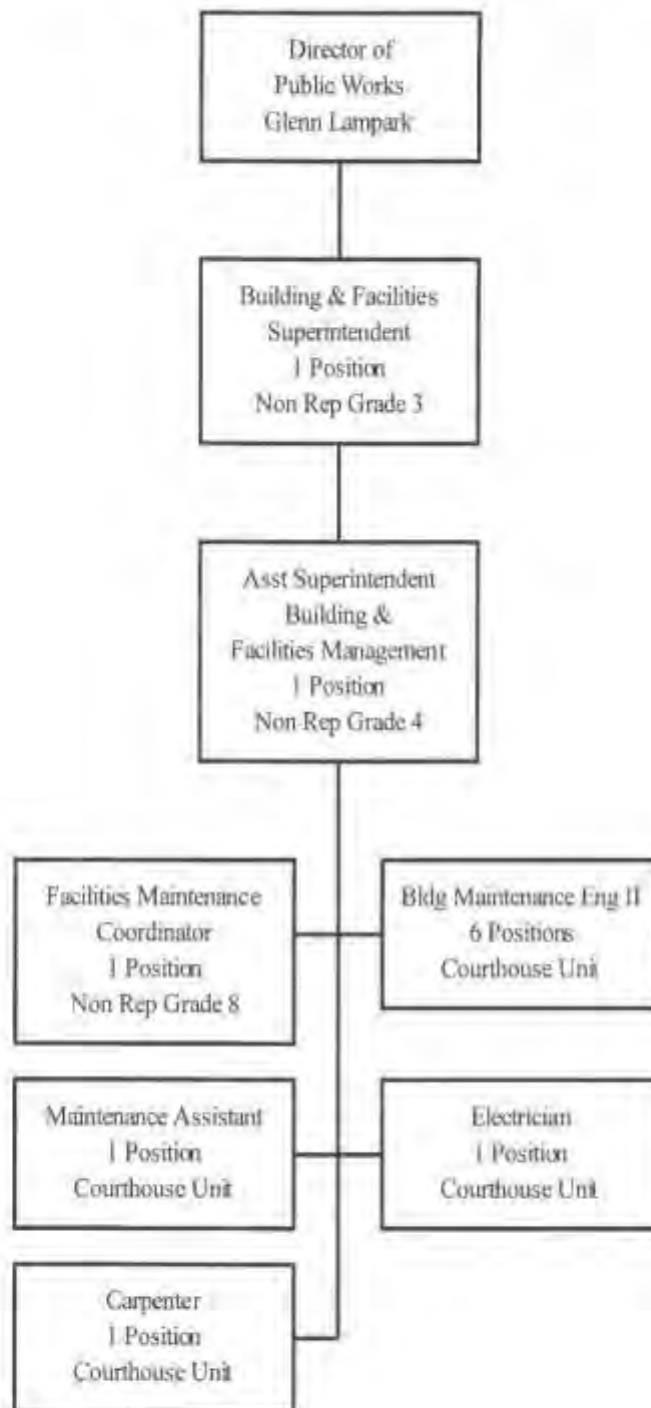 Director of
Public Works
Glenn Lampark
Building & Facilities
Superintendent
1 Position
Non Rep Grade 3
Asst Superintendent
Building &
Facilities Management
1 Position
Non Rep Grade 4
Facilities Maintenance
Coordinator
1 Position
Non Rep Grade 8
Bldg Maintenance Eng II
6 Positions
Courthouse Unit
Maintenance Assistant
1 Position
Courthouse Unit
Electrician
1 Position
Courthouse Unit
Carpenter
1 Position
Courthouse Unit